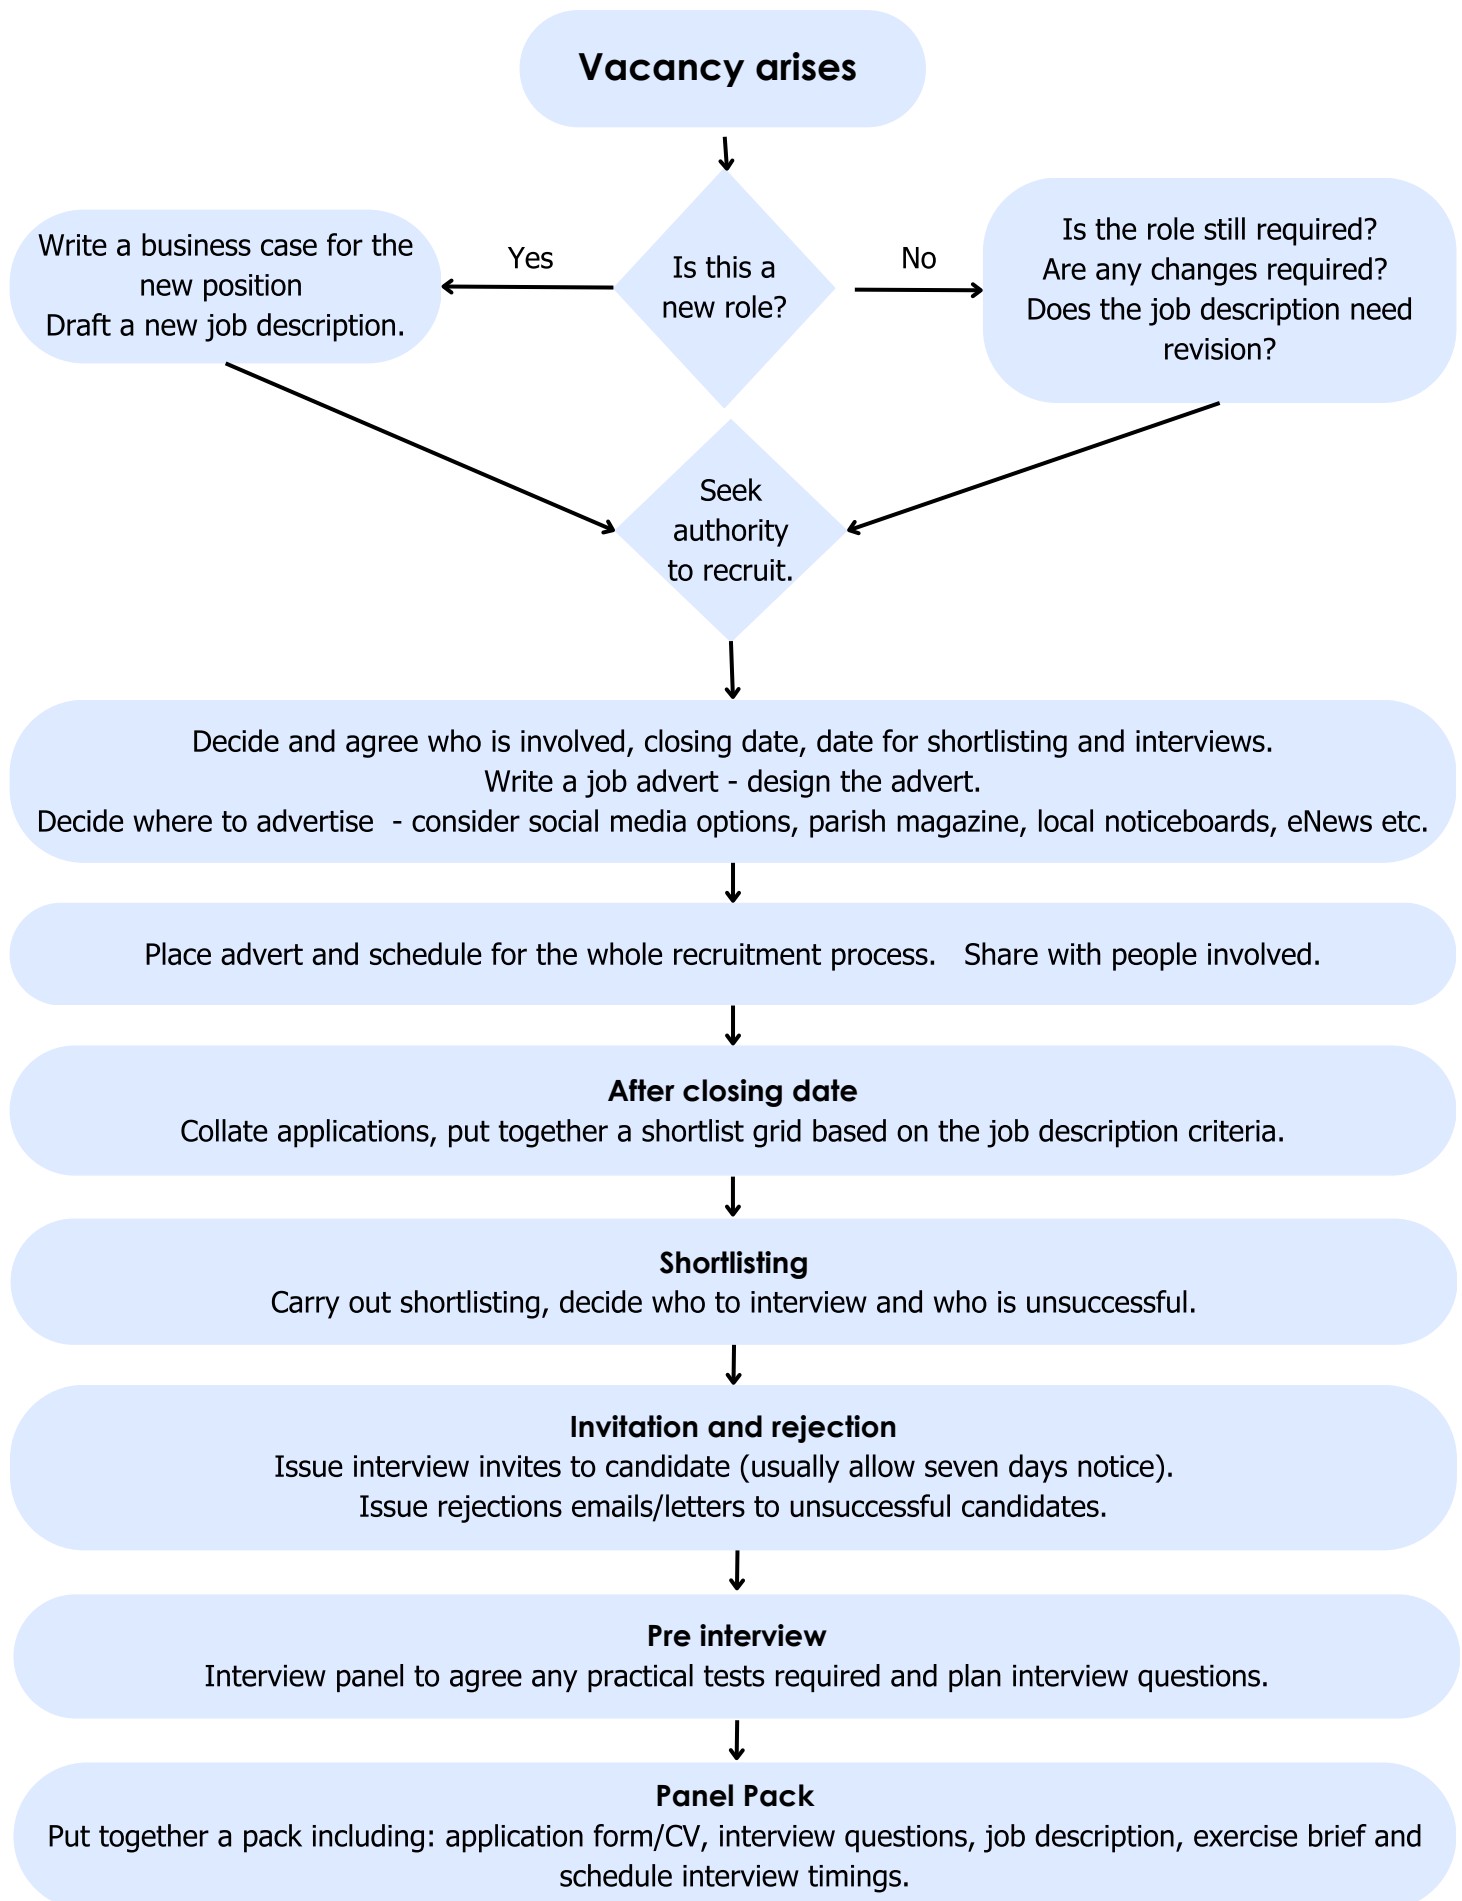 Vacancy arises
Is this a
new role?
Yes
No
Write a business case for the
new position
Draft a new job description.
Is the role still required?
Are any changes required?
Does the job description need
revision?
Seek
authority
to recruit.
Decide and agree who is involved, closing date, date for shortlisting and interviews.
Write a job advert - design the advert.
Decide where to advertise  - consider social media options, parish magazine, local noticeboards, eNews etc.
Place advert and schedule for the whole recruitment process.   Share with people involved.
After closing date
Collate applications, put together a shortlist grid based on the job description criteria.
Shortlisting
Carry out shortlisting, decide who to interview and who is unsuccessful.
Invitation and rejection
Issue interview invites to candidate (usually allow seven days notice).
Issue rejections emails/letters to unsuccessful candidates.
Pre interview
Interview panel to agree any practical tests required and plan interview questions.
Panel Pack
Put together a pack including: application form/CV, interview questions, job description, exercise brief and
schedule interview timings.